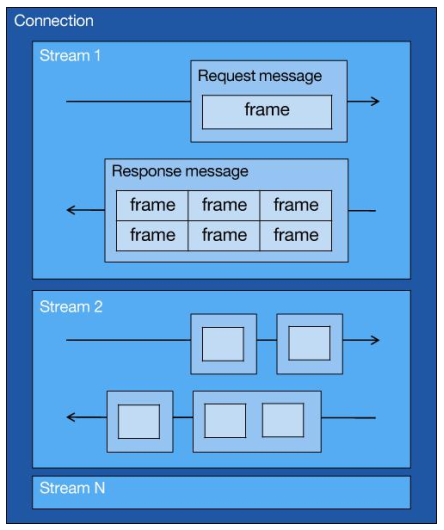 Connection
Stream 1
Request message
frame
Response message
frame frame frame
frame frame frame
Stream 2
Stream N